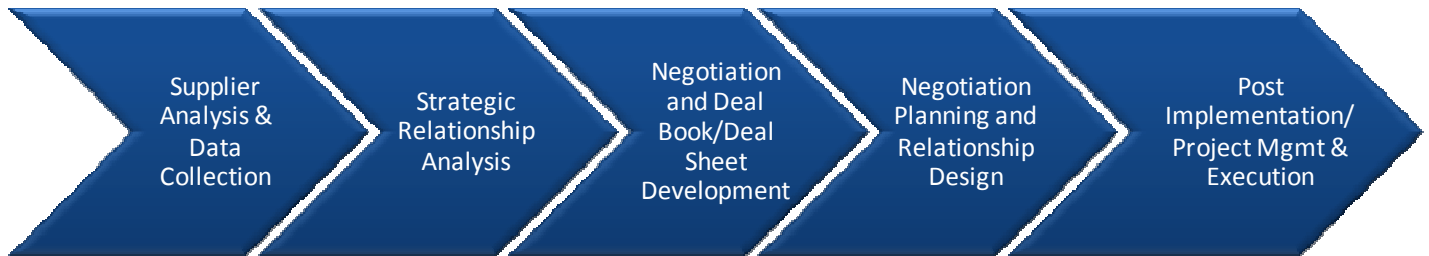 Supplier
Analysis &
Data
Collection
Strategic
Relationship
Analysis
Negotiation
and Deal
Book/Deal
Sheet
Development
Negotiation
Planning and
Relationship
Design
Post
Implementation/
Project Mgmt &
Execution